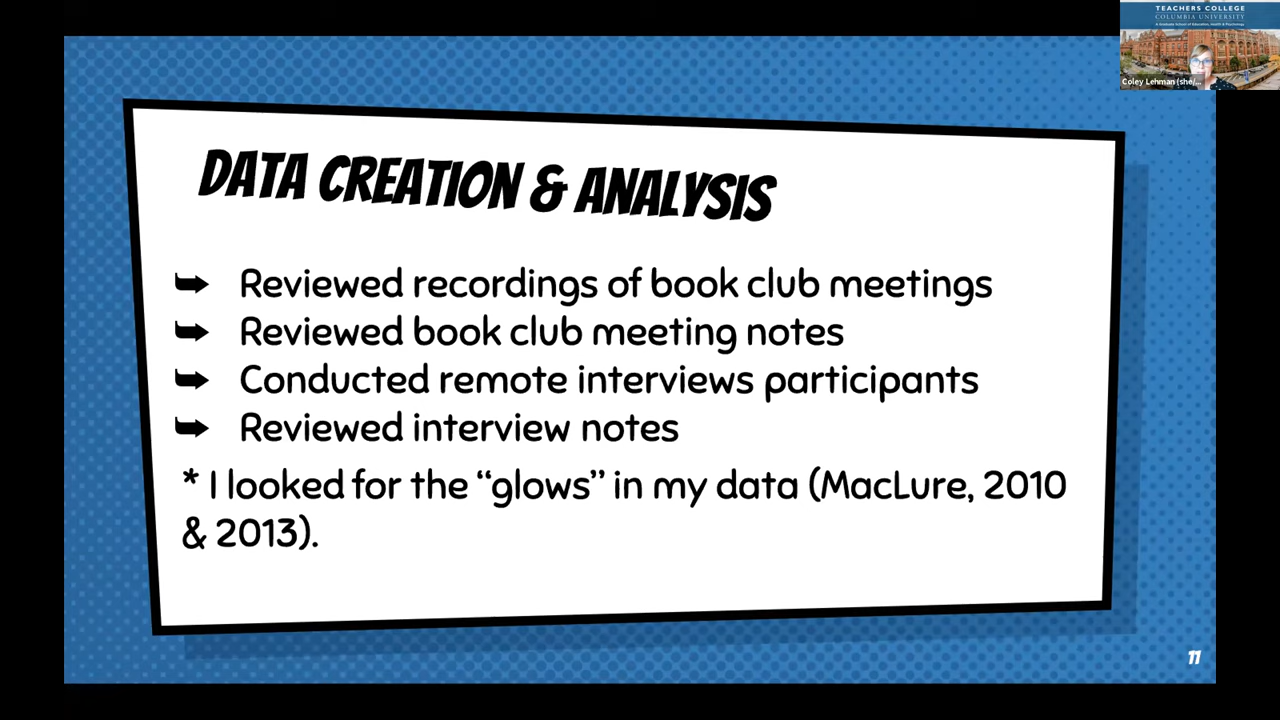 TEACHERS COLLEGE
COLUMBIA UNIVERSITY
A Graduate School of Education, Health & Psychology
Coley Lehman (she/...
DATA CREATION & ANALYSIS
➥ Reviewed recordings of book club meetings
➥ Reviewed book club meeting notes
➥ Conducted remote interviews participants
➥ Reviewed interview notes
* I looked for the “glows” in my data (MacLure, 2010
& 2013).
11